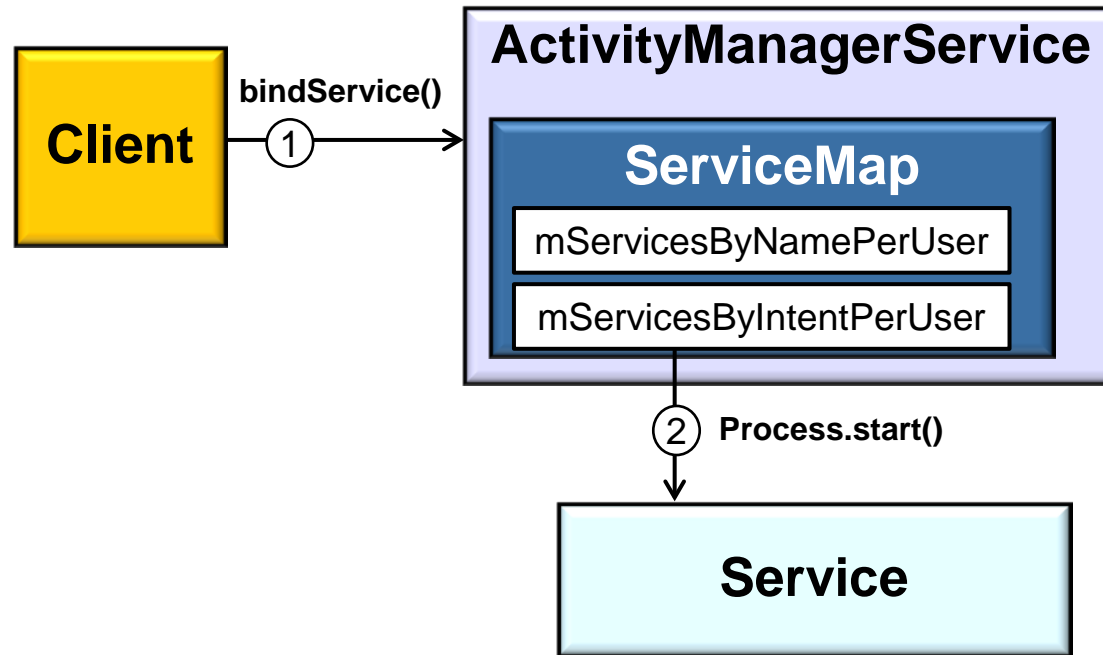 ActivityManagerService
bindService()
Client
1
ServiceMap
mServicesByNamePerUser
mServicesByIntentPerUser
2
Process.start()
Service